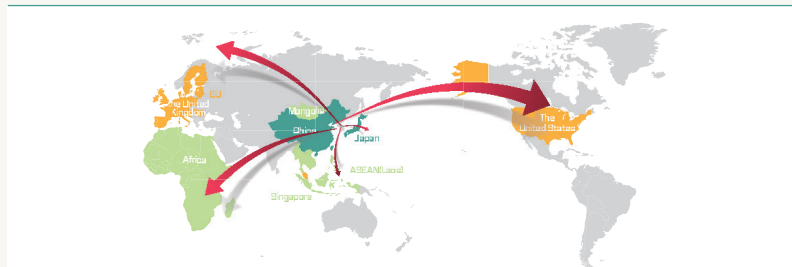 EU
the United
Kingdom
Mongolia
China
Japan
The
United States
Africa
ASEAN(Laos)
Singapore